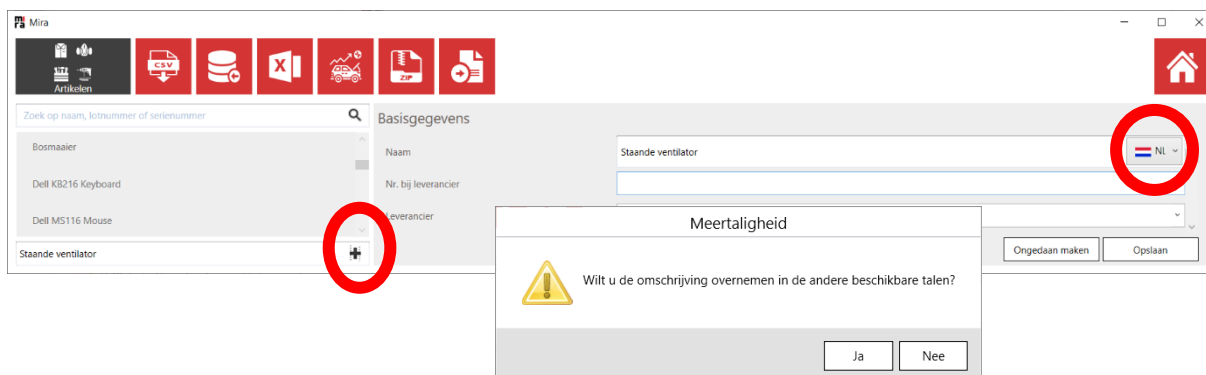 mi ra Mira
Artikelen
CSV
X
ZIP
Zoek op naam, lotnummer of serienummer
Bosmaaier
Dell KB216 Keyboard
Dell MS116 Mouse
Staande ventilator
Basisgegevens
Naam
Staande ventilator
NL
Nr. bij leverancier
Leverancier
Ongedaan maken
Opslaan
Meertaligheid
Wilt u de omschrijving overnemen in de andere beschikbare talen?
Ja
Nee